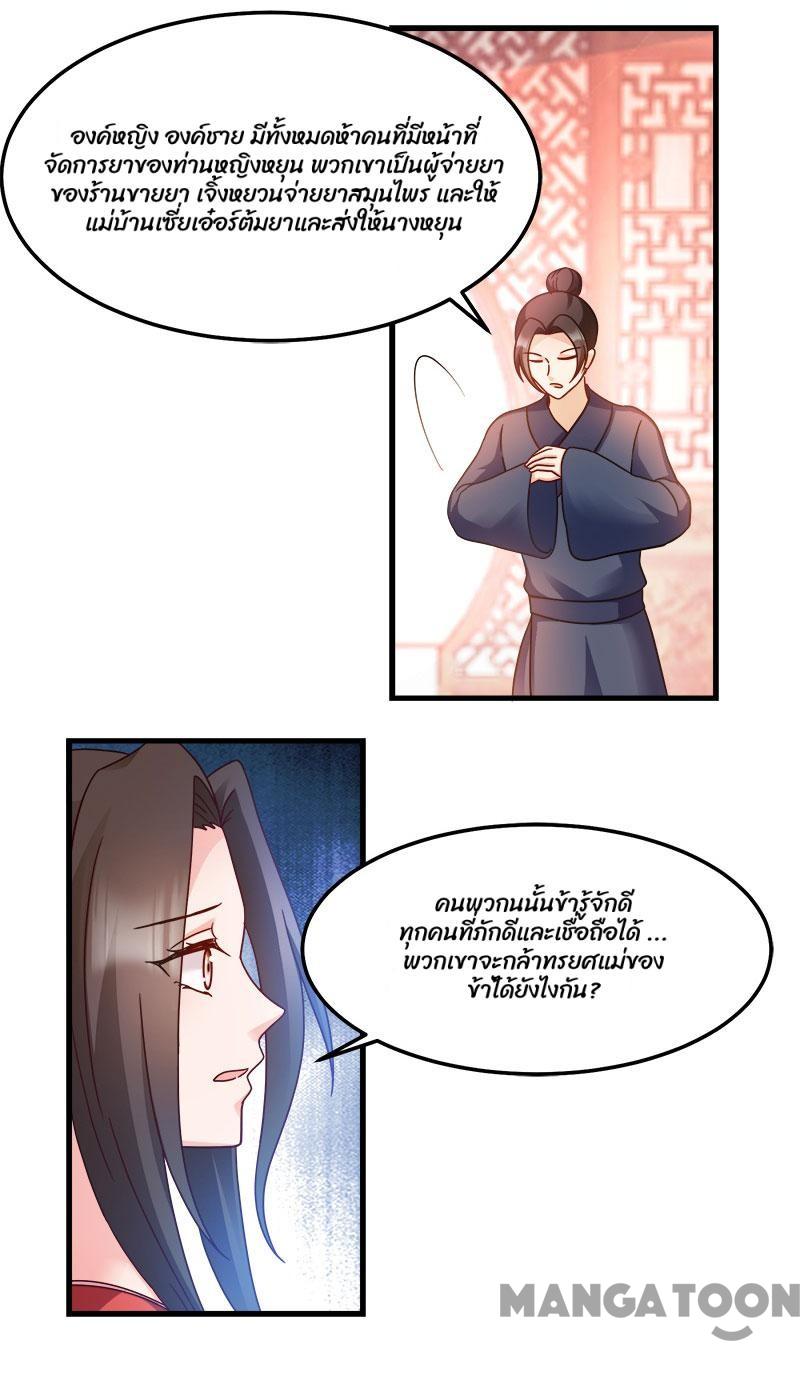 องค์หญิง องค์ชาย มีทั้งหมดห้าคนที่มีหน้าที่
จัดการยาของท่านหญิงหยุน พวกเขาเป็นผู้จ่ายยา
ของร้านขายยา เจิ้งหยวนจ่ายยาสมุนไพร และให้
แม่บ้านเซี่ยเอ๋อร์ต้มยาและส่งให้นางหยุน
คนพวกนนั้นข้ารู้จักดี
ทุกคนที่ภักดีและเชื่อถือได้ ...
พวกเขาจะกล้าทรยศแม่ของ
ข้าได้ยังไงกัน?
MANGATOON